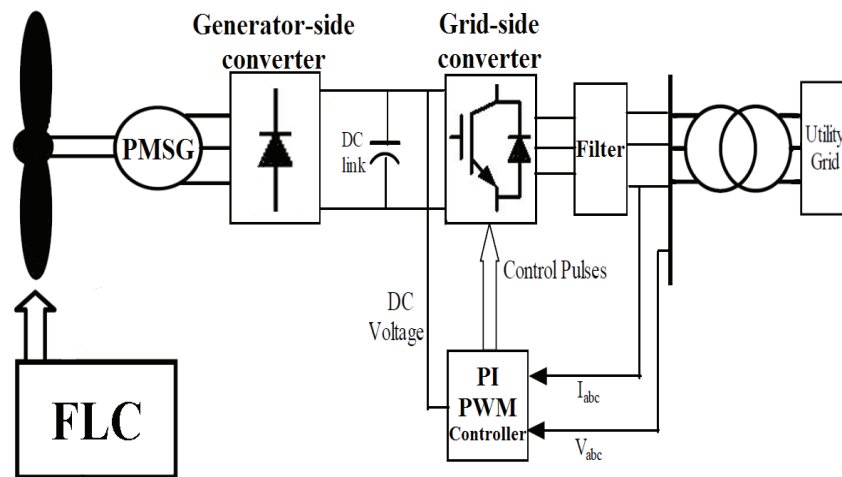 Generator-side
converter
Grid-side
converter
PMSG
DC
link
Filter
Utility
Grid
Control Pulses
DC
Voltage
FLC
PI
PWM
Controller
Iabc
Vabc